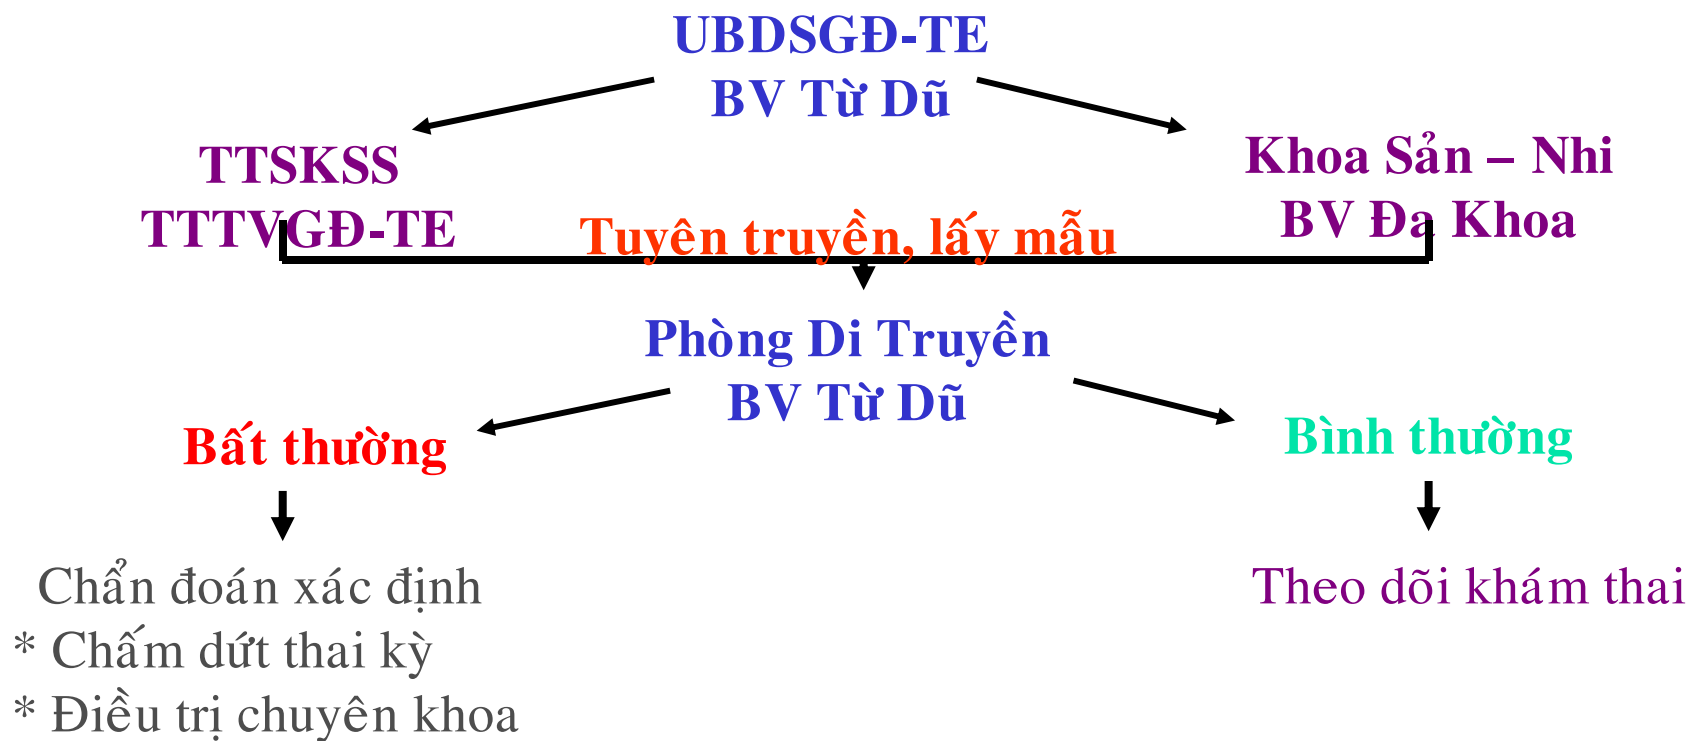 UBDSGĐ-TE
BV Từ Dũ
TTSKSS
TTTVGĐ-TE
Khoa Sản – Nhi
BV Đa Khoa
Tuyên truyền, lấy mẫu
Phòng Di Truyền
BV Từ Dũ
Bất thường
Bình thường
Chẩn đoán xác định
* Chấm dứt thai kỳ
* Điều trị chuyên khoa
Theo dõi khám thai